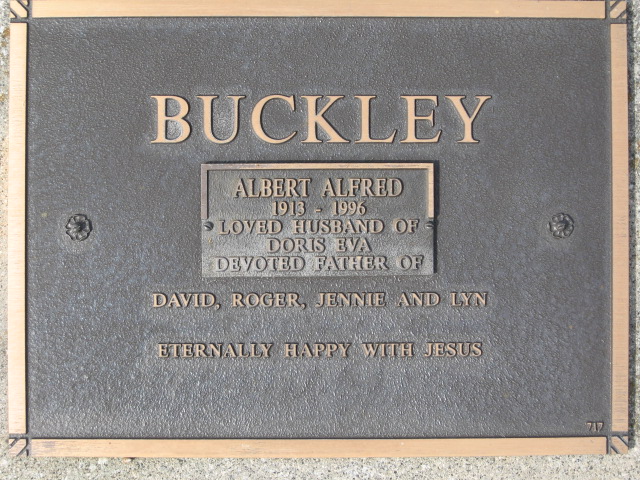 BUCKLEY
ALBERT ALFRED
1913 - 1996
LOVED HUSBAND OF
DORIS EVA
DEVOTED FATHER OF
DAVID, ROGER, JENNIE AND LYN
ETERNALLY HAPPY WITH JESUS
717